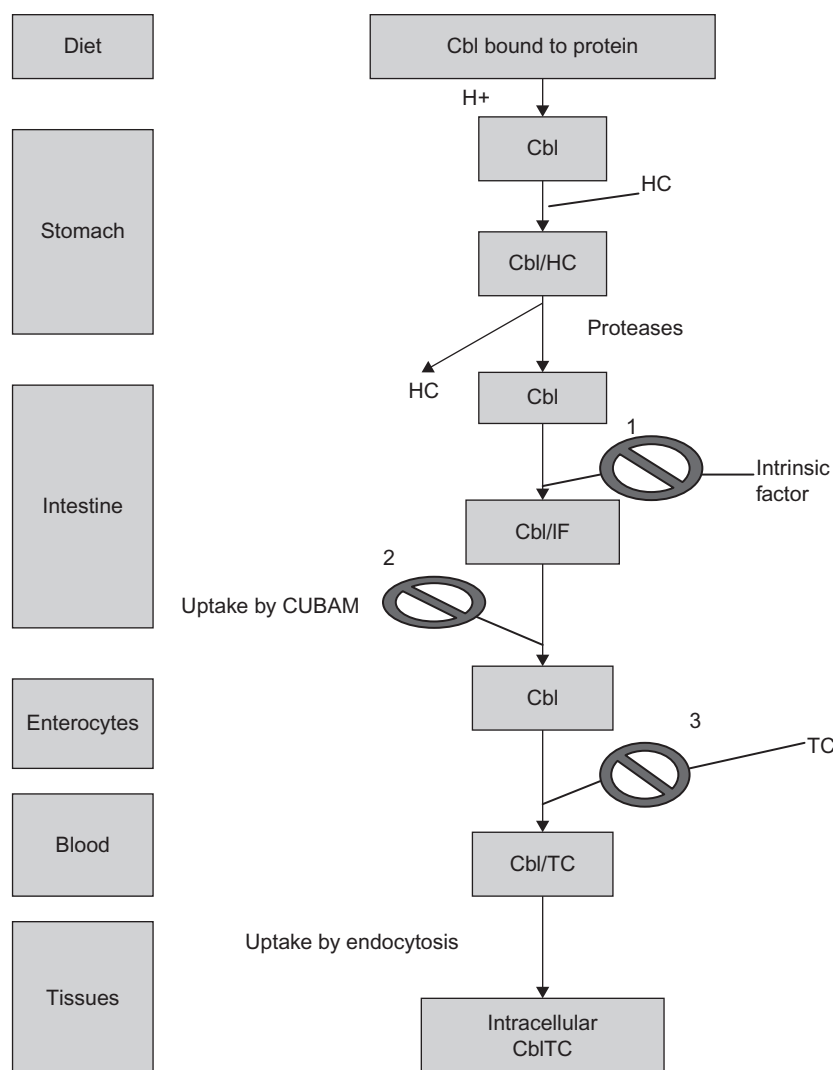 Diet
Cbl bound to protein
H+
Cbl
HC
Stomach
Cbl/HC
Proteases
HC
Cbl
1
Intrinsic
factor
Intestine
Cbl/IF
2
Uptake by CUBAM
Cbl
Enterocytes
3
TC
Blood
Cbl/TC
Uptake by endocytosis
Tissues
Intracellular
CblTC